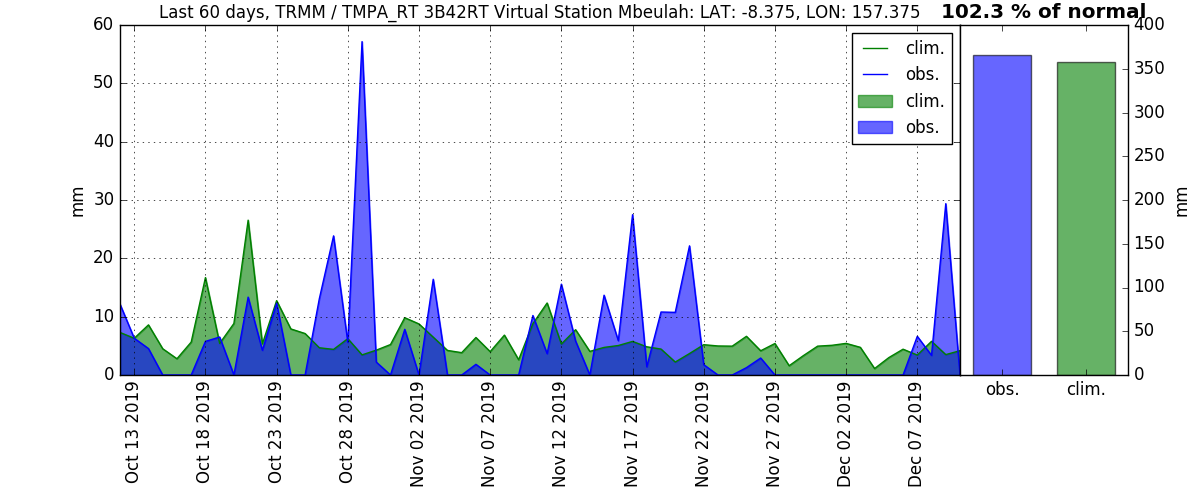 Last 60 days, TRMM / TMPA_RT 3B42RT Virtual Station Mbeulah: LAT: -8.375, LON: 157.375
102.3 % of normal
60
50
40
30
20
10
0
mm
clim.
obs.
clim.
obs.
400
350
300
250
200
150
100
50
0
mm
Oct 13 2019
Oct 18 2019
Oct 23 2019
Oct 28 2019
Nov 02 2019
Nov 07 2019
Nov 12 2019
Nov 17 2019
Nov 22 2019
Nov 27 2019
Dec 02 2019
Dec 07 2019
obs.
clim.